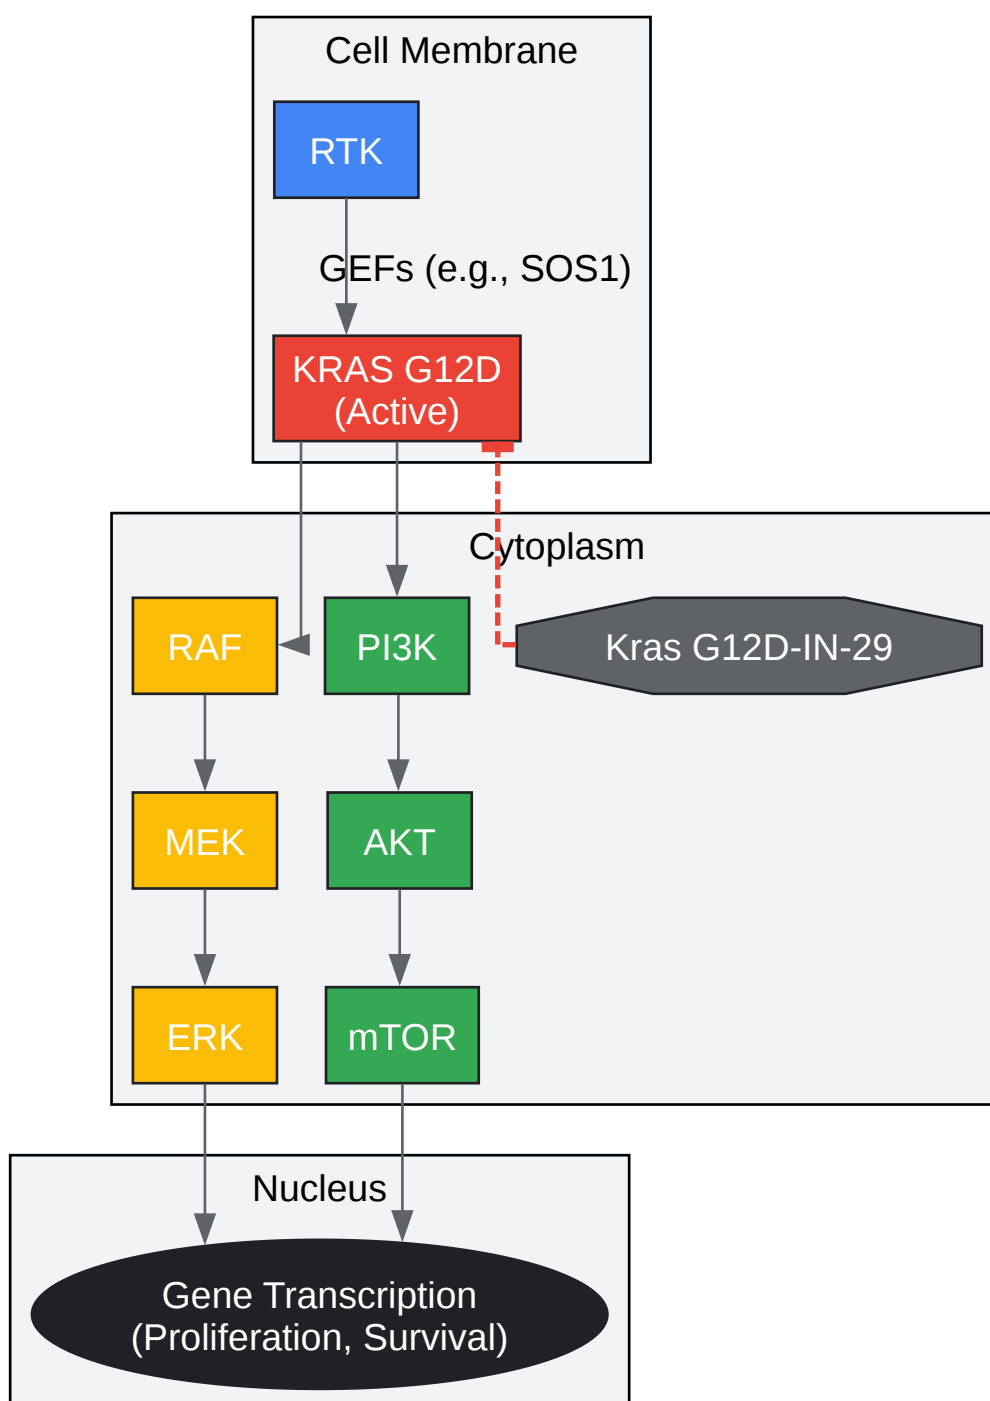 Cell Membrane
RTK
GEFs (e.g., SOS1)
KRAS G12D
(Active)
Cytoplasm
RAF
PI3K
Kras G12D-IN-29
MEK
AKT
ERK
mTOR
Nucleus
Gene Transcription
(Proliferation, Survival)